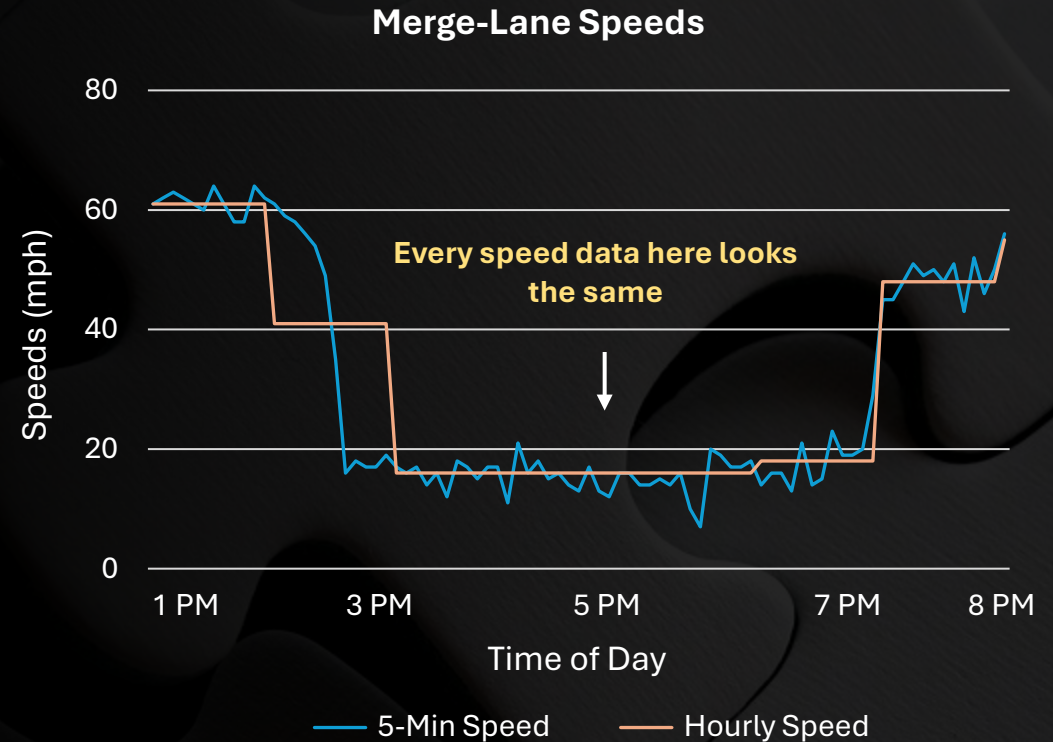 Merge-Lane Speeds
80
60
40
20
0
Speeds (mph)
Every speed data here looks
the same
1 PM 3 PM 5 PM 7 PM 8 PM
Time of Day
5-Min Speed Hourly Speed